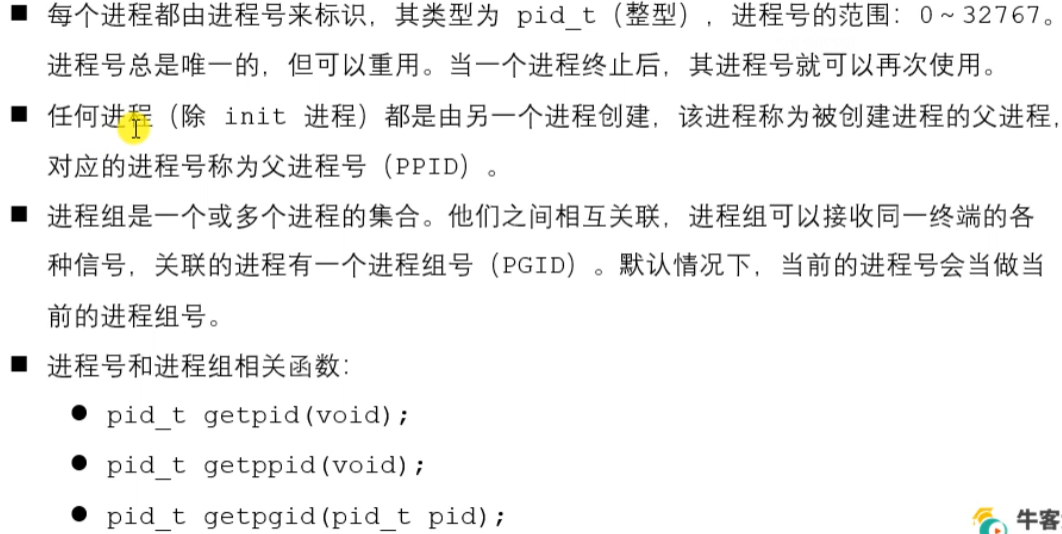 ■ 每个进程都由进程号来标识，其类型为 pid_t（整型），进程号的范围：0～32767。
进程号总是唯一的，但可以重用。当一个进程终止后，其进程号就可以再次使用。
■ 任何进程（除 init 进程）都是由另一个进程创建，该进程称为被创建进程的父进程，
对应的进程号称为父进程号（PPID）。
■ 进程组是一个或多个进程的集合。他们之间相互关联，进程组可以接收同一终端的各
种信号，关联的进程有一个进程组号（PGID）。默认情况下，当前的进程号会当做当
前的进程组号。
■ 进程号和进程组相关函数：
● pid_t getpid(void);
● pid_t getppid(void);
● pid_t getpgid(pid_t pid);
牛客